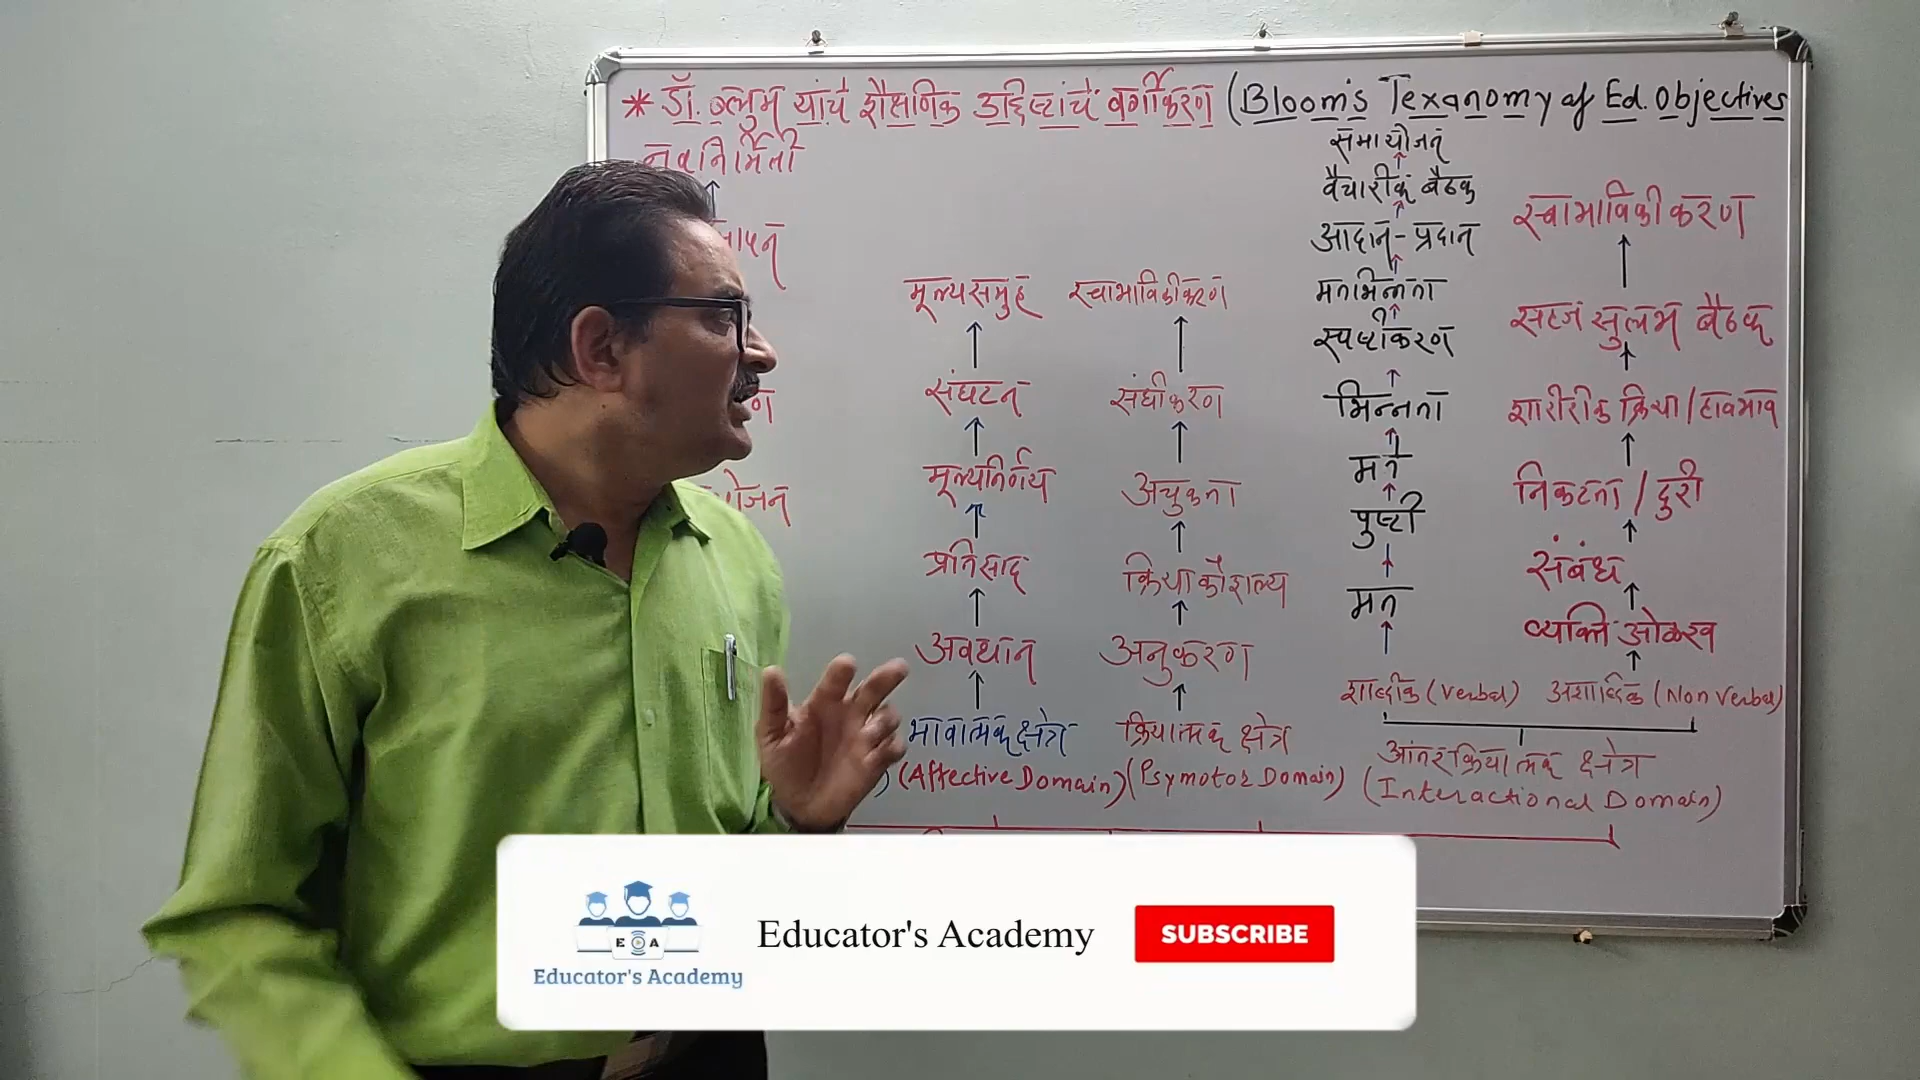 * डॉ. ब्लुम यांचे शैक्षणिक उद्दिष्टांचे वर्गीकरण (Bloom's Texanomy of Ed. Objectives
नवनिर्मिती
मूल्यसमुह
संघटन
मूल्यनिर्णय
प्रतिसाद
अवधान
भावात्मक क्षेत्र
(Affective Domain)
स्वाभाविकीकरण
संधीकरण
अचुकता
क्रिया कौशल्य
अनुकरण
क्रियात्मक क्षेत्र
(Psymotor Domain)
समायोजन
वैचारीक बैठक
आदान-प्रदान
मतभिन्नता
स्पष्टीकरण
भिन्नता
मत
पुष्टी
मत
शाब्दीक (Verbal)
स्वाभाविकीकरण
सहज सुलभ बैठक
शारीरीक क्रिया/हावभाव
निकटता/दुरी
संबंध
व्यक्ति ओळख
अशाब्दिक (Non Verbal)
आंतरक्रियात्मक क्षेत्र
(Interactional Domain)
E A
Educator's Academy
Educator's Academy
SUBSCRIBE